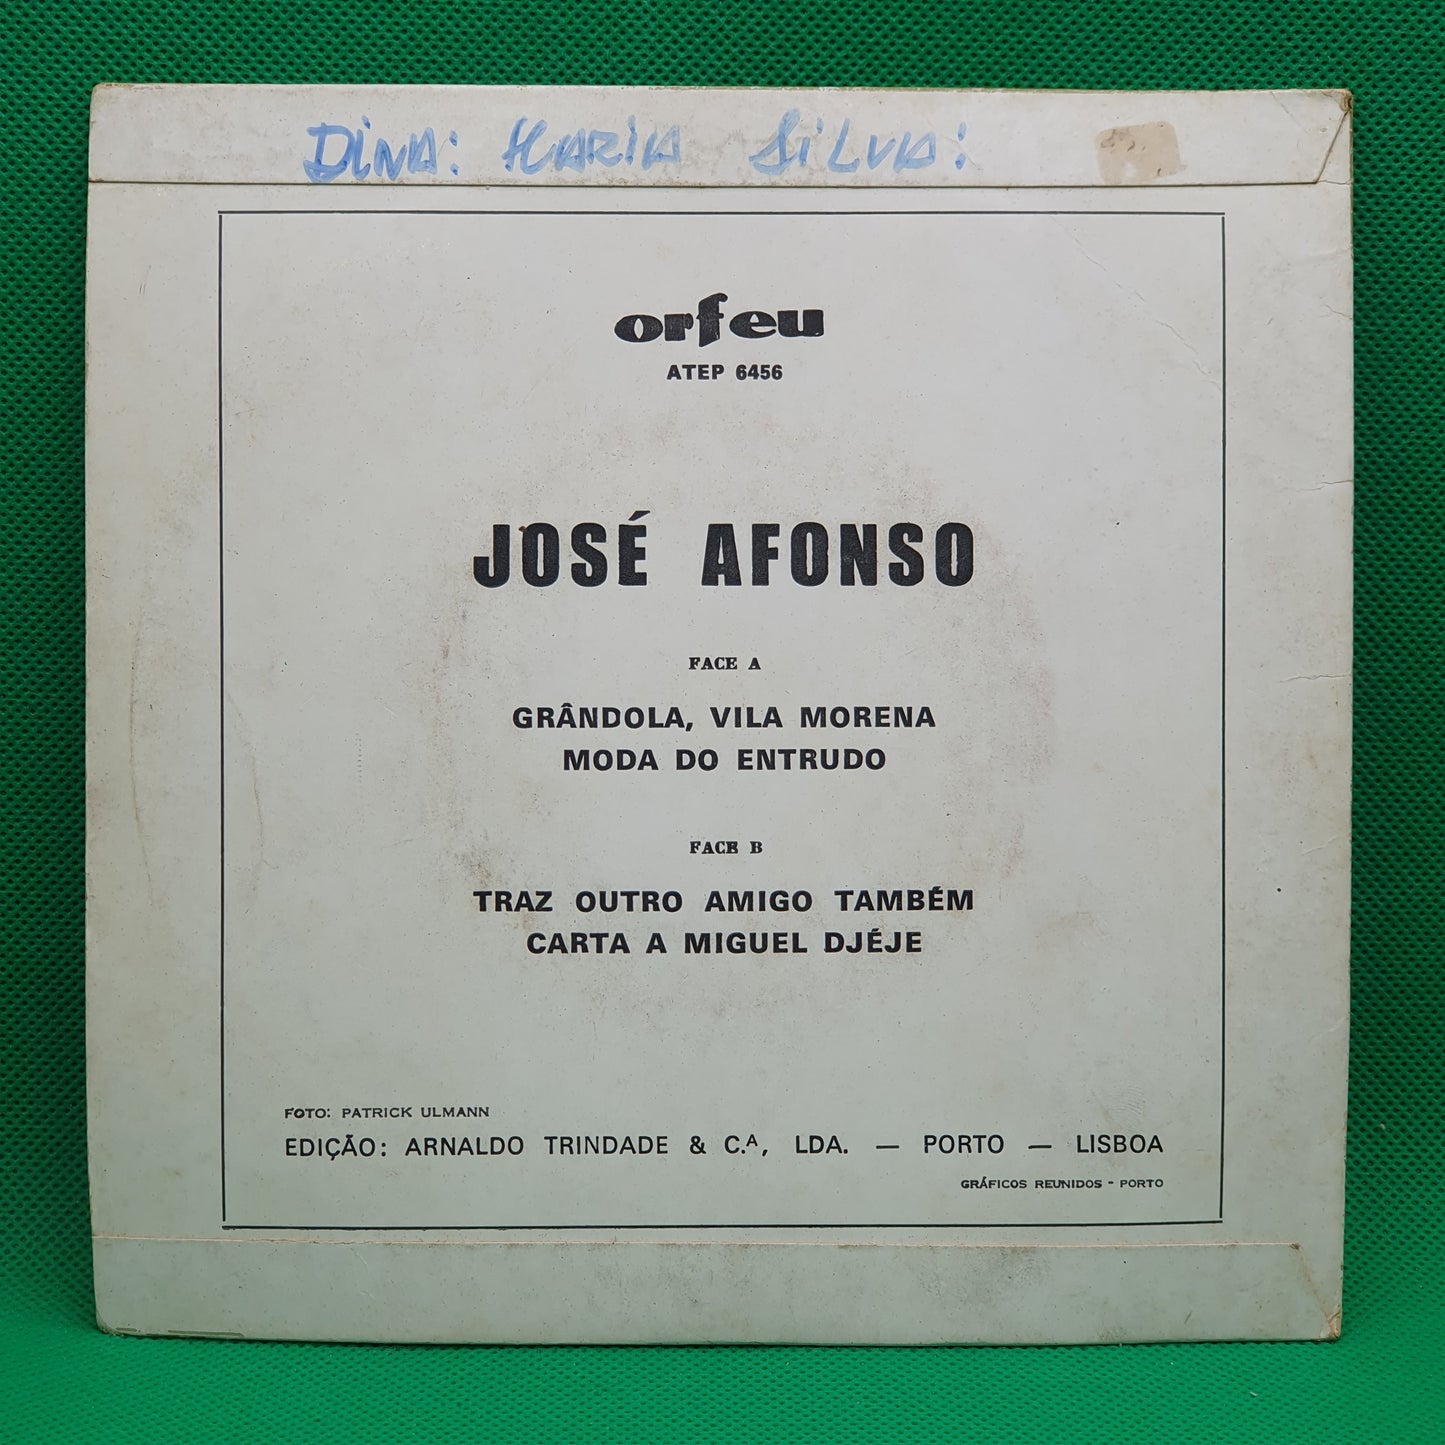 DiNA: MARiA SiLVA:
orfeu
ATEP 6456
JOSÉ AFONSO
FACE A
GRÂNDOLA, VILA MORENA
MODA DO ENTRUDO
FACE B
TRAZ OUTRO AMIGO TAMBÉM
CARTA A MIGUEL DJÉJE
FOTO: PATRICK ULMANN
EDIÇÃO: ARNALDO TRINDADE & C.ᴬ, LDA. — PORTO — LISBOA
GRÁFICOS REUNIDOS - PORTO